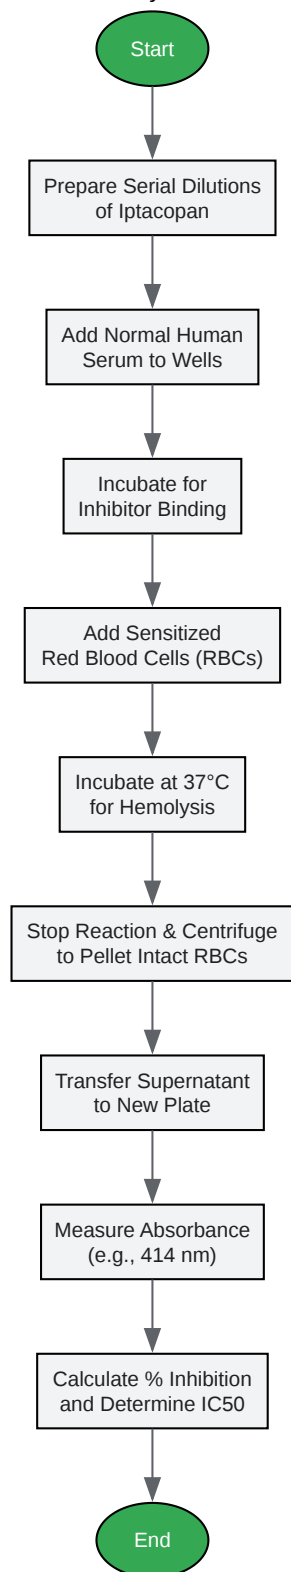 Start
Prepare Serial Dilutions
of Iptacopan
Add Normal Human
Serum to Wells
Incubate for
Inhibitor Binding
Add Sensitized
Red Blood Cells (RBCs)
Incubate at 37°C
for Hemolysis
Stop Reaction & Centrifuge
to Pellet Intact RBCs
Transfer Supernatant
to New Plate
Measure Absorbance
(e.g., 414 nm)
Calculate % Inhibition
and Determine IC50
End